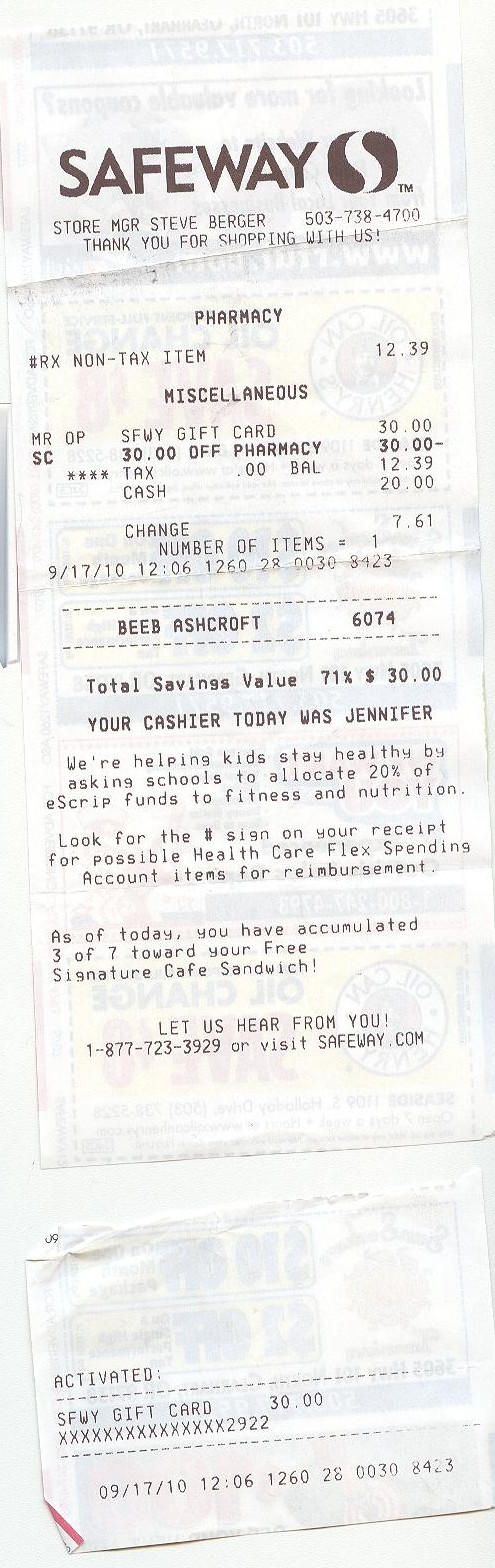 SAFEWAY TM
STORE MGR STEVE BERGER 503-738-4700
THANK YOU FOR SHOPPING WITH US!
PHARMACY
#RX NON-TAX ITEM 12.39
MISCELLANEOUS
MR OP SFWY GIFT CARD 30.00
SC 30.00 OFF PHARMACY 30.00-
**** TAX .00 BAL 12.39
CASH 20.00
CHANGE 7.61
NUMBER OF ITEMS = 1
9/17/10 12:06 1260 28 0030 8423
BEEB ASHCROFT 6074
Total Savings Value 71% $ 30.00
YOUR CASHIER TODAY WAS JENNIFER
We're helping kids stay healthy by
asking schools to allocate 20% of
eScrip funds to fitness and nutrition.
Look for the # sign on your receipt
for possible Health Care Flex Spending
Account items for reimbursement.
As of today, you have accumulated
3 of 7 toward your Free
Signature Cafe Sandwich!
LET US HEAR FROM YOU!
1-877-723-3929 or visit SAFEWAY.COM
ACTIVATED:
SFWY GIFT CARD 30.00
XXXXXXXXXXXXXXX2922
09/17/10 12:06 1260 28 0030 8423